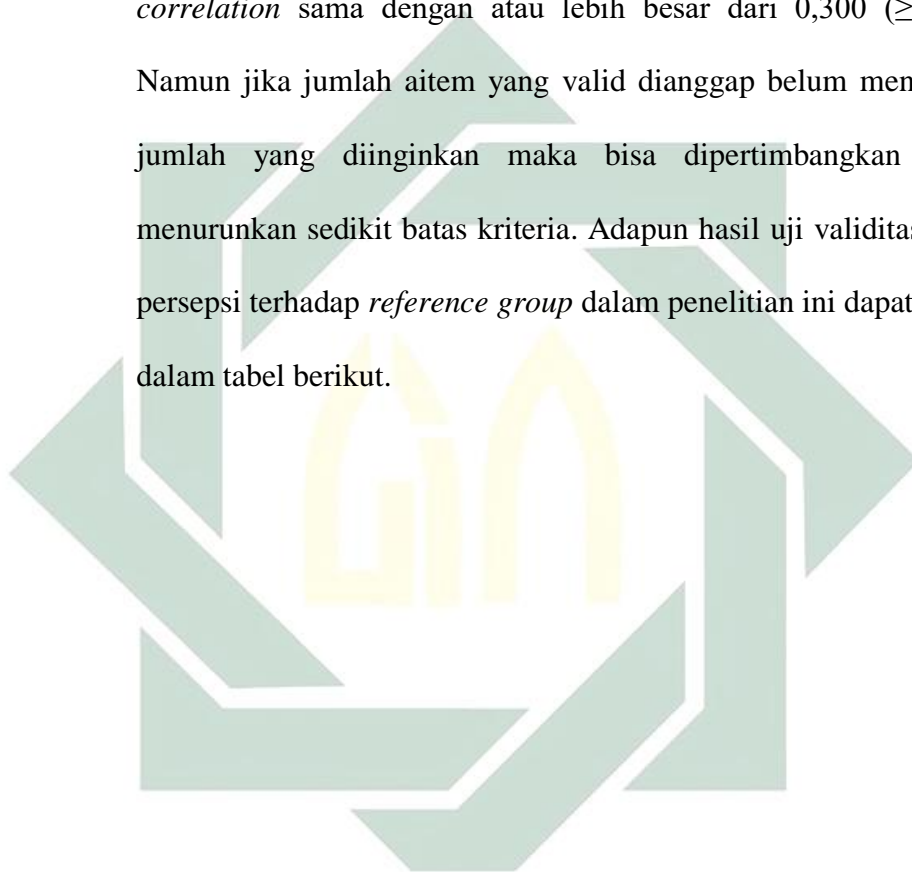 correlation sama dengan atau lebih besar dari 0,300 (≥
Namun jika jumlah aitem yang valid dianggap belum men
jumlah yang diinginkan maka bisa dipertimbangkan
menurunkan sedikit batas kriteria. Adapun hasil uji validitas
persepsi terhadap reference group dalam penelitian ini dapat
dalam tabel berikut.